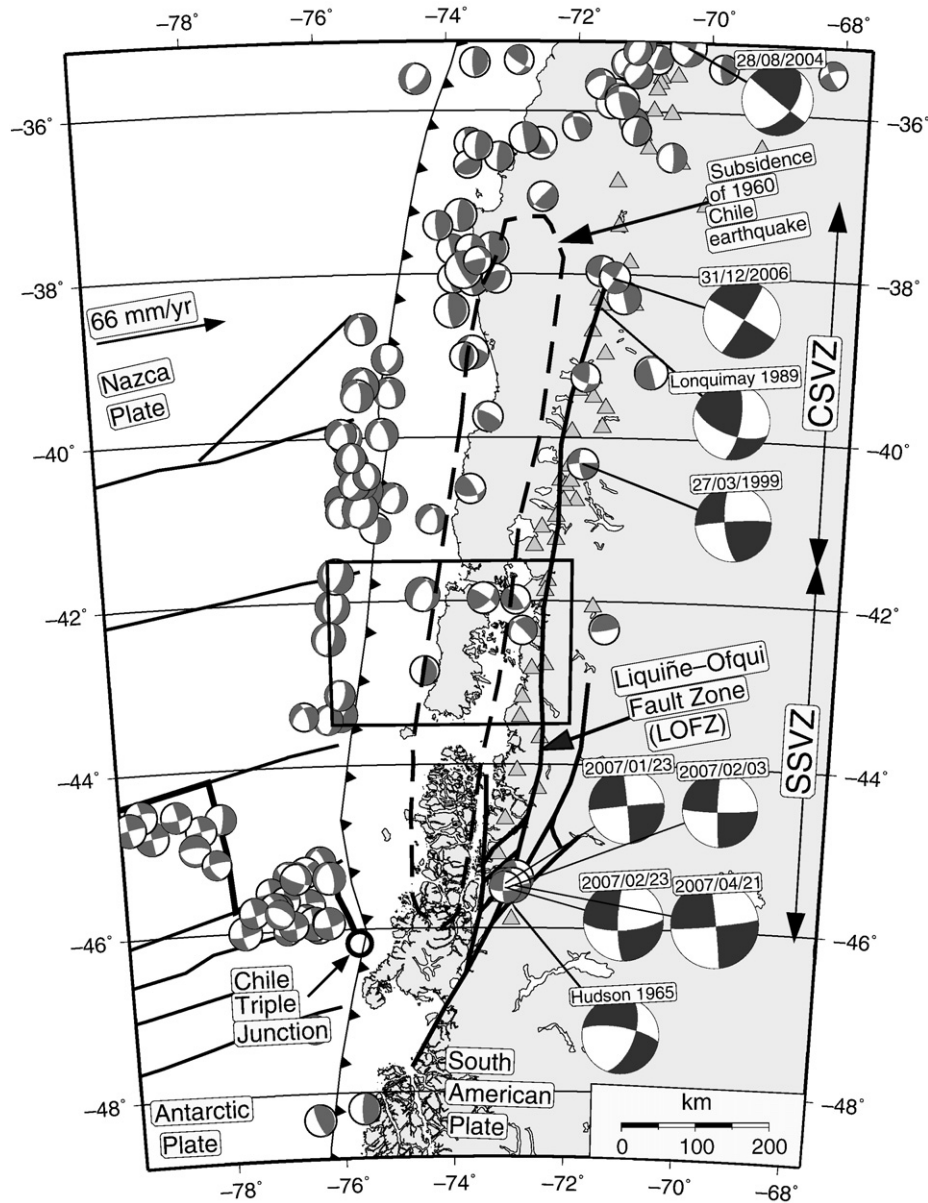 −78° −76° −74° −72° −70° −68°
28/08/2004
−36° −36°
Subsidence
of 1960
Chile
earthquake
31/12/2006
−38° −38°
66 mm/yr
Nazca
Plate
Lonquimay 1989
CSVZ
−40° −40°
27/03/1999
−42° −42°
Liquiñe−Ofqui
Fault Zone
(LOFZ)
SSVZ
−44° −44°
2007/01/23 2007/02/03
2007/02/23 2007/04/21
−46° −46°
Chile
Triple
Junction
Hudson 1965
South
American
Plate
Antarctic
Plate
−48° −48°
km
0 100 200
−78° −76° −74° −72° −70° −68°